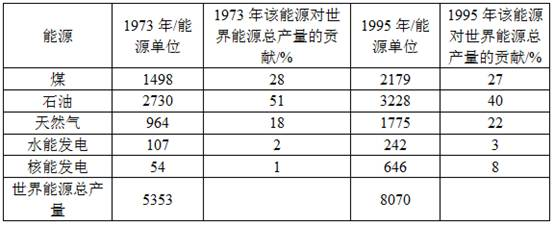 能源 1973 年/能源单位 1973 年该能源对世界能源总产量的贡献/% 1995 年/能源单位 1995 年该能源对世界能源总产量的贡献/%
煤 1498 28 2179 27
石油 2730 51 3228 40
天然气 964 18 1775 22
水能发电 107 2 242 3
核能发电 54 1 646 8
世界能源总产量 5353 8070